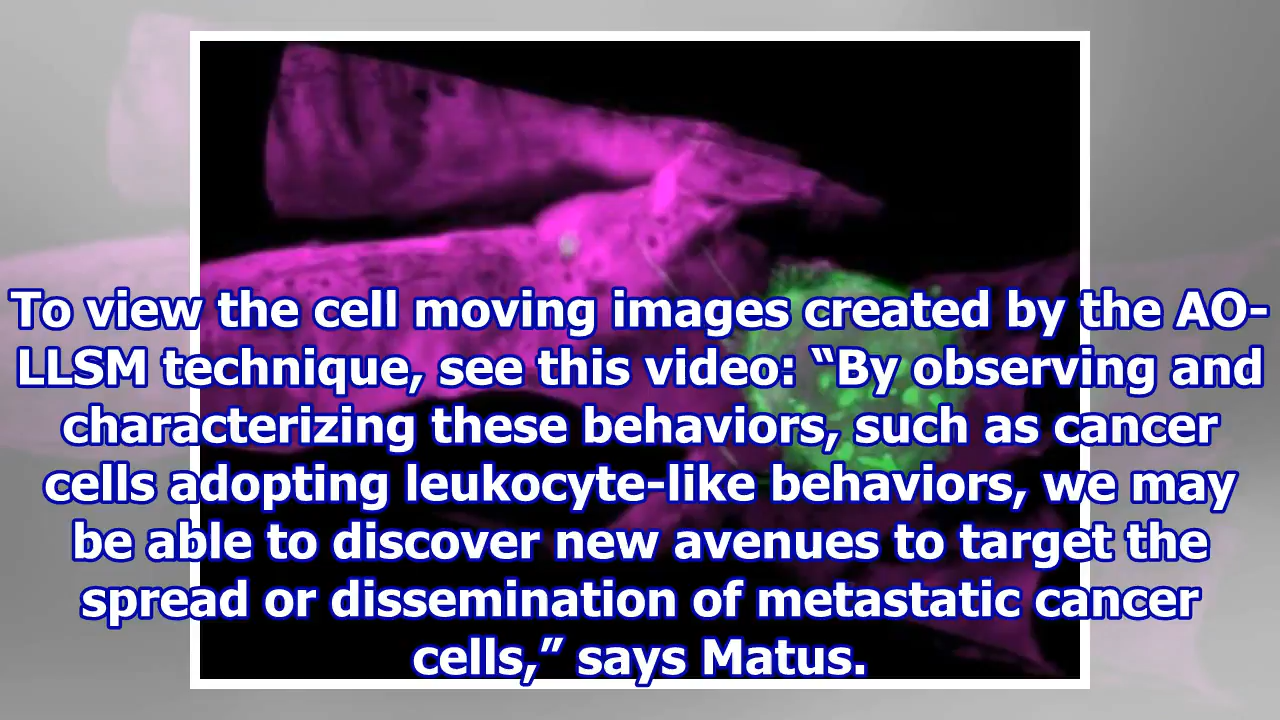 To view the cell moving images created by the AO-
LLSM technique, see this video: “By observing and
characterizing these behaviors, such as cancer
cells adopting leukocyte-like behaviors, we may
be able to discover new avenues to target the
spread or dissemination of metastatic cancer
cells,” says Matus.